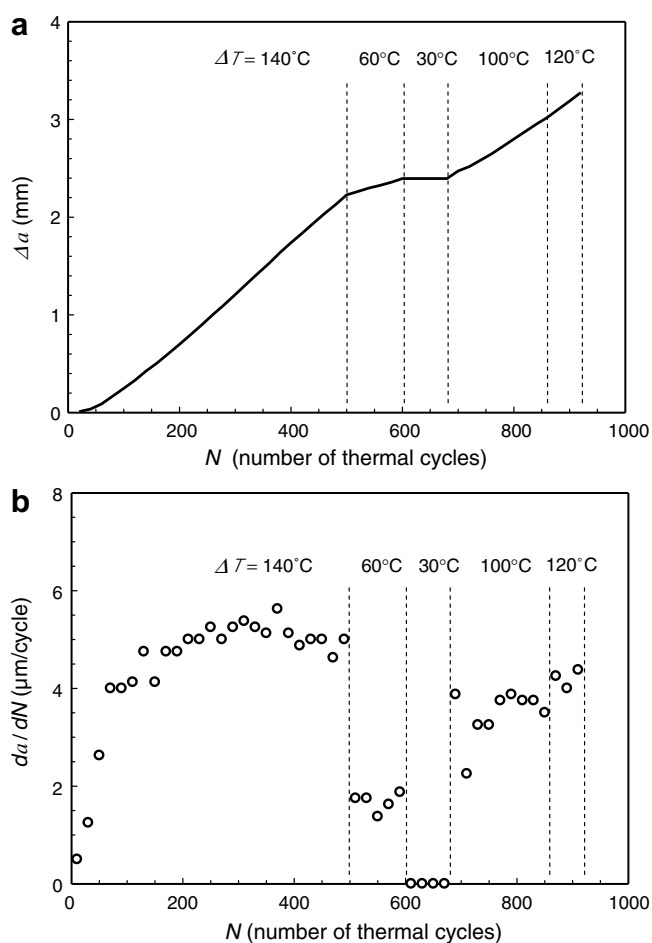 a
4
ΔT = 140°C 60°C 30°C 100°C 120°C
3
2
1
0
Δa (mm)
0 200 400 600 800 1000
N (number of thermal cycles)
b
8
6
ΔT = 140°C 60°C 30°C 100°C 120°C
4
2
0
da/dN (μm/cycle)
0 200 400 600 800 1000
N (number of thermal cycles)